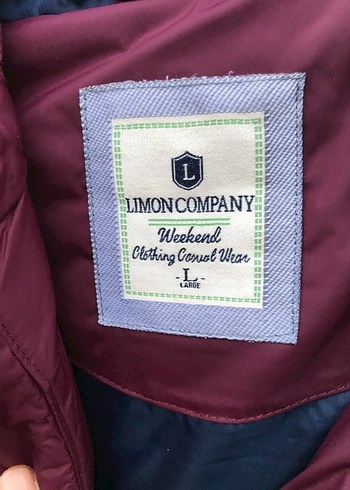 L
LIMON COMPANY
Weekend
Clothing Casual Wear
- L -
LARGE